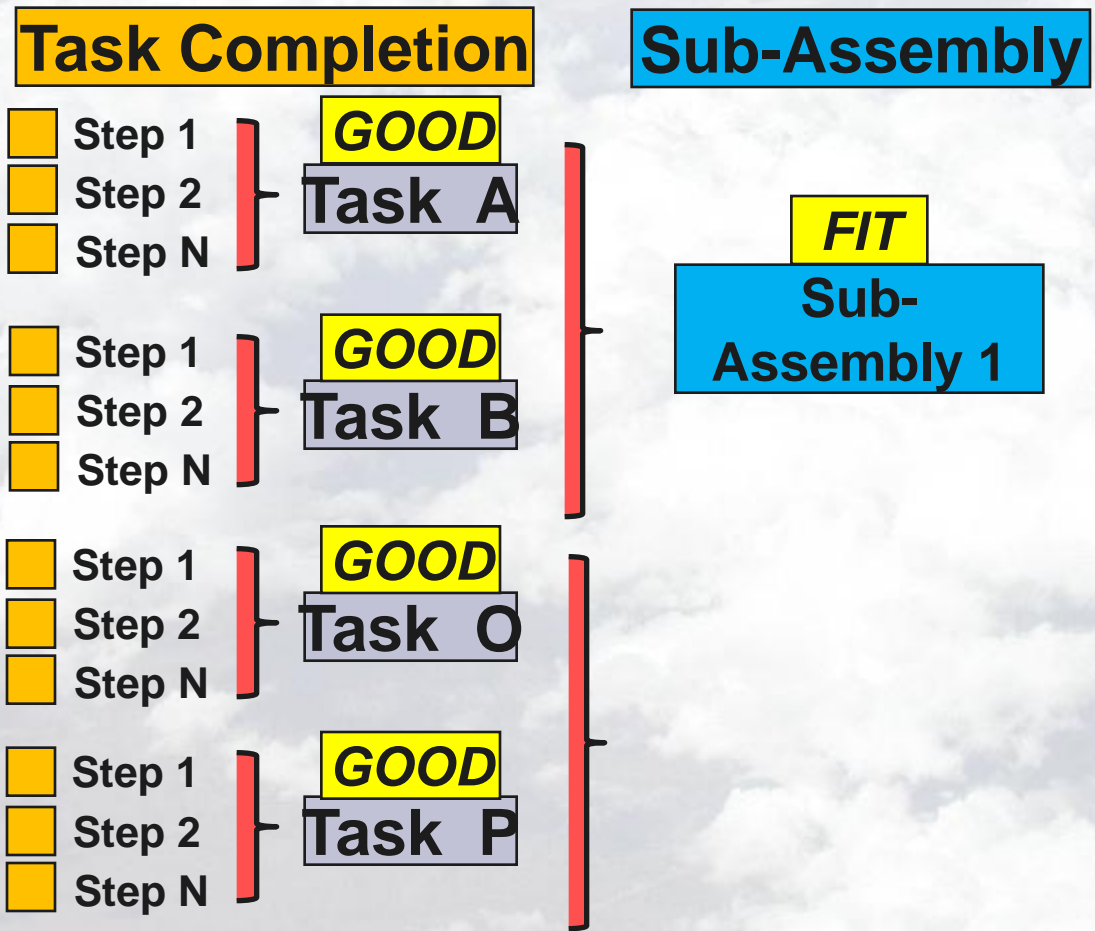 Task Completion
Sub-Assembly
Step 1
Step 2
Step N
GOOD
Task A
Step 1
Step 2
Step N
GOOD
Task B
FIT
Sub-
Assembly 1
Step 1
Step 2
Step N
GOOD
Task O
Step 1
Step 2
Step N
GOOD
Task P